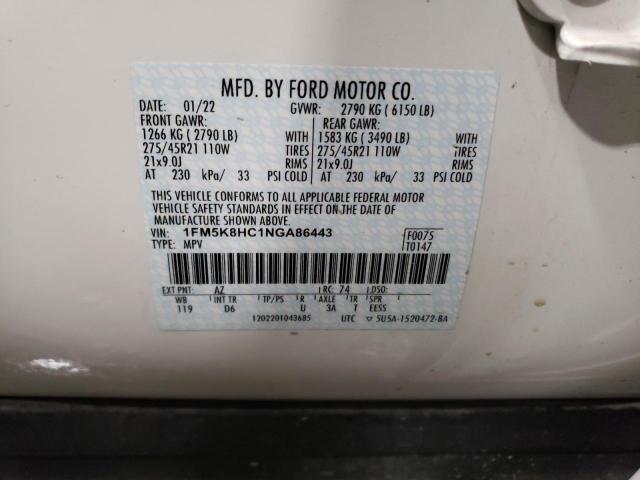 MFD. BY FORD MOTOR CO.
DATE: 01/22 GVWR: 2790 KG ( 6150 LB)
FRONT GAWR: REAR GAWR:
1266 KG ( 2790 LB) WITH 1583 KG ( 3490 LB) WITH
275/45R21 110W TIRES 275/45R21 110W TIRES
21x9.0J RIMS 21x9.0J RIMS
AT 230 kPa/ 33 PSI COLD AT 230 kPa/ 33 PSI COLD
THIS VEHICLE CONFORMS TO ALL APPLICABLE FEDERAL MOTOR
VEHICLE SAFETY AND THEFT PREVENTION
STANDARDS IN EFFECT ON THE DATE OF
MANUFACTURE SHOWN ABOVE.
VIN: 1FM5K8HC1NGA86443 F0075
TYPE: MPV T0147
EXT PNT: AZ RC: 74 DSO:
WB INT TR TP/PS R AXLE TR SPR
119 D6 U 3A T EESS
1202201043685 UTC 5U5A-1520472-BA